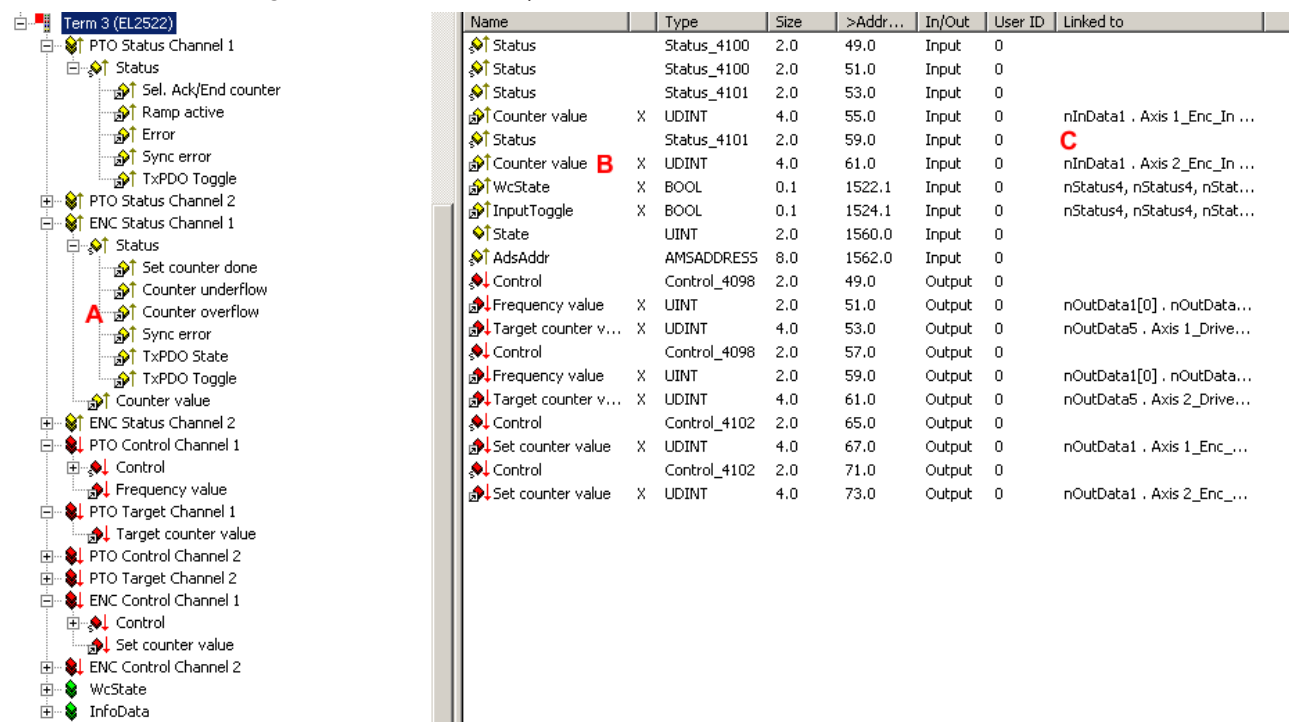 Term 3 (EL2522)
PTO Status Channel 1
Status
Sel. Ack/End counter
Ramp active
Error
Sync error
TxPDO Toggle
PTO Status Channel 2
ENC Status Channel 1
Status
Set counter done
Counter underflow
A Counter overflow
Sync error
TxPDO State
TxPDO Toggle
Counter value
ENC Status Channel 2
PTO Control Channel 1
Control
Frequency value
PTO Target Channel 1
Target counter value
PTO Control Channel 2
PTO Target Channel 2
ENC Control Channel 1
Control
Set counter value
ENC Control Channel 2
WcState
InfoData
Name Type Size >Addr... In/Out User ID Linked to
Status Status_4100 2.0 49.0 Input 0
Status Status_4100 2.0 51.0 Input 0
Status Status_4101 2.0 53.0 Input 0
Counter value X UDINT 4.0 55.0 Input 0 nInData1 . Axis 1_Enc_In ...
Status Status_4101 2.0 59.0 Input 0 C
Counter value B X UDINT 4.0 61.0 Input 0 nInData1 . Axis 2_Enc_In ...
WcState X BOOL 0.1 1522.1 Input 0 nStatus4, nStatus4, nStat...
InputToggle X BOOL 0.1 1524.1 Input 0 nStatus4, nStatus4, nStat...
State UINT 2.0 1560.0 Input 0
AdsAddr AMSADDRESS 8.0 1562.0 Input 0
Control Control_4098 2.0 49.0 Output 0
Frequency value X UINT 2.0 51.0 Output 0 nOutData1[0] . nOutData...
Target counter v... X UDINT 4.0 53.0 Output 0 nOutData5 . Axis 1_Drive...
Control Control_4098 2.0 57.0 Output 0
Frequency value X UINT 2.0 59.0 Output 0 nOutData1[0] . nOutData...
Target counter v... X UDINT 4.0 61.0 Output 0 nOutData5 . Axis 2_Drive...
Control Control_4102 2.0 65.0 Output 0
Set counter value X UDINT 4.0 67.0 Output 0 nOutData1 . Axis 1_Enc_...
Control Control_4102 2.0 71.0 Output 0
Set counter value X UDINT 4.0 73.0 Output 0 nOutData1 . Axis 2_Enc_...